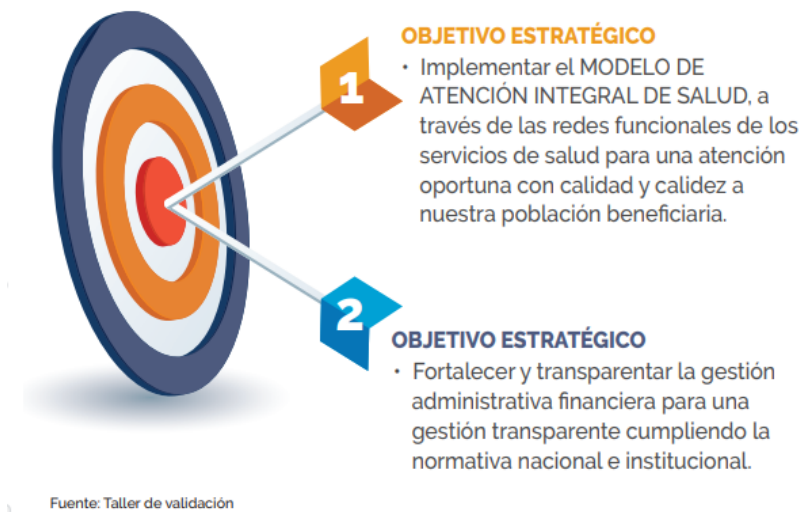 1
OBJETIVO ESTRATÉGICO
• Implementar el MODELO DE
ATENCIÓN INTEGRAL DE SALUD, a
través de las redes funcionales de los
servicios de salud para una atención
oportuna con calidad y calidez a
nuestra población beneficiaria.
2
OBJETIVO ESTRATÉGICO
• Fortalecer y transparentar la gestión
administrativa financiera para una
gestión transparente cumpliendo la
normativa nacional e institucional.
Fuente: Taller de validación